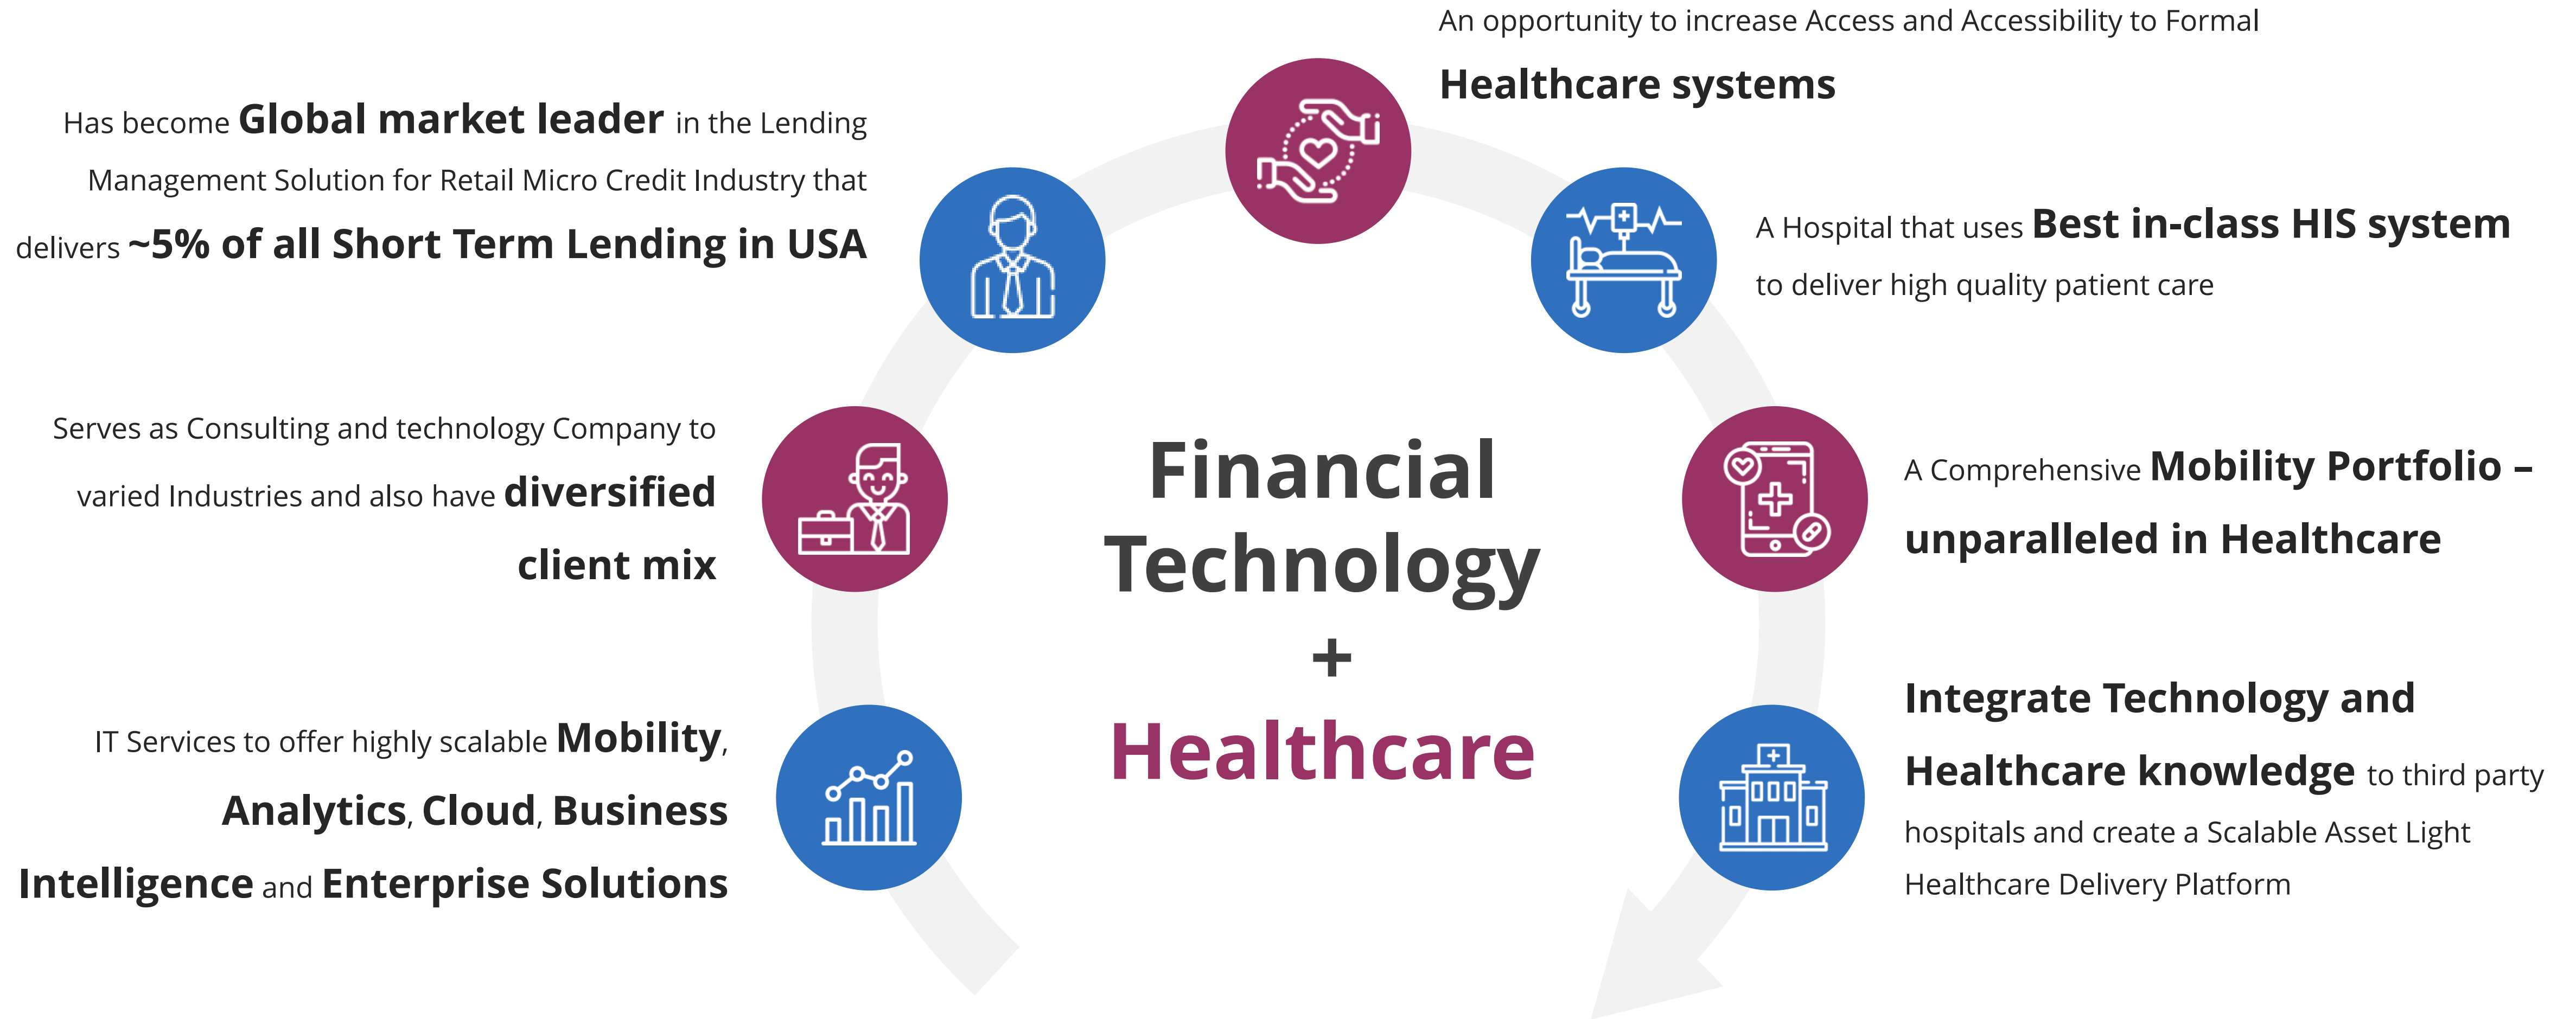 An opportunity to increase Access and Accessibility to Formal
Healthcare systems
Has become Global market leader in the Lending
Management Solution for Retail Micro Credit Industry that
delivers ~5% of all Short Term Lending in USA
A Hospital that uses Best in-class HIS system
to deliver high quality patient care
Serves as Consulting and technology Company to
varied Industries and also have diversified
client mix
Financial
Technology
+
Healthcare
A Comprehensive Mobility Portfolio –
unparalleled in Healthcare
IT Services to offer highly scalable Mobility,
Analytics, Cloud, Business
Intelligence and Enterprise Solutions
Integrate Technology and
Healthcare knowledge to third party
hospitals and create a Scalable Asset Light
Healthcare Delivery Platform